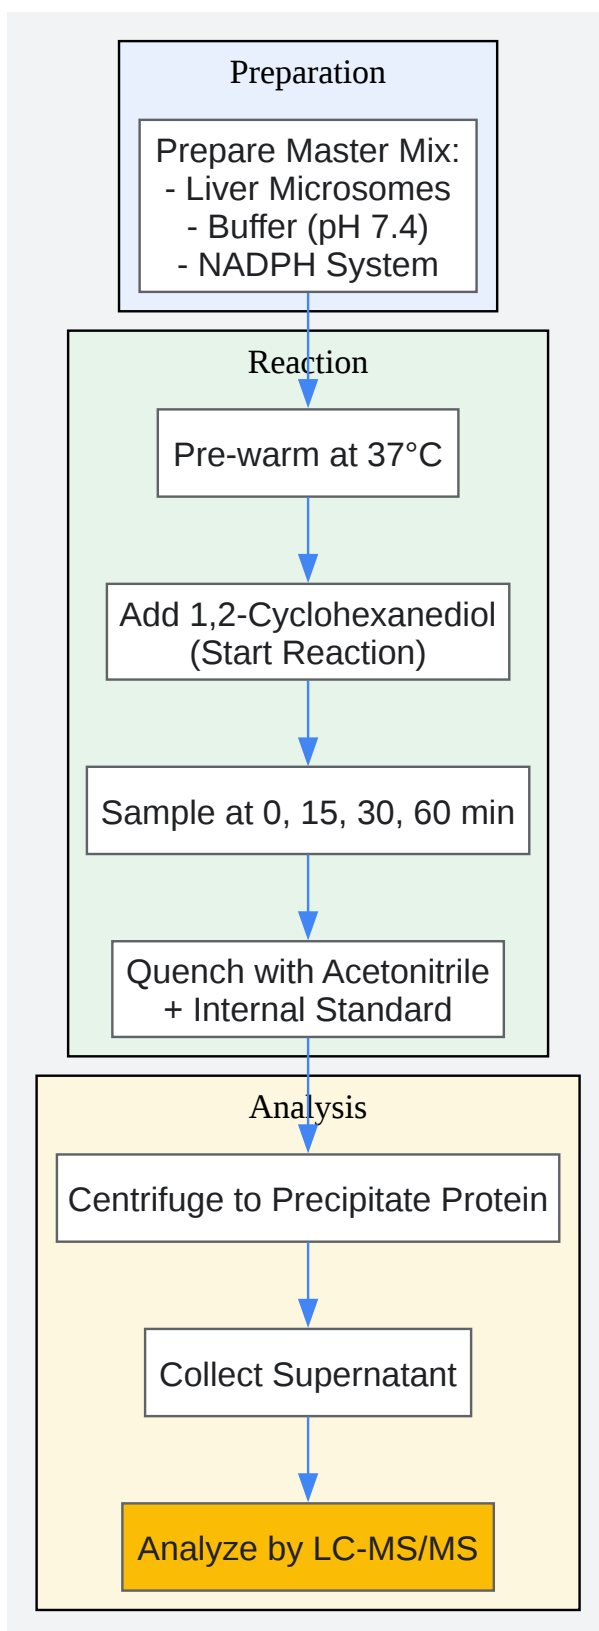 Preparation
Prepare Master Mix:
- Liver Microsomes
- Buffer (pH 7.4)
- NADPH System
Reaction
Pre-warm at 37°C
Add 1,2-Cyclohexanediol
(Start Reaction)
Sample at 0, 15, 30, 60 min
Quench with Acetonitrile
+ Internal Standard
Analysis
Centrifuge to Precipitate Protein
Collect Supernatant
Analyze by LC-MS/MS